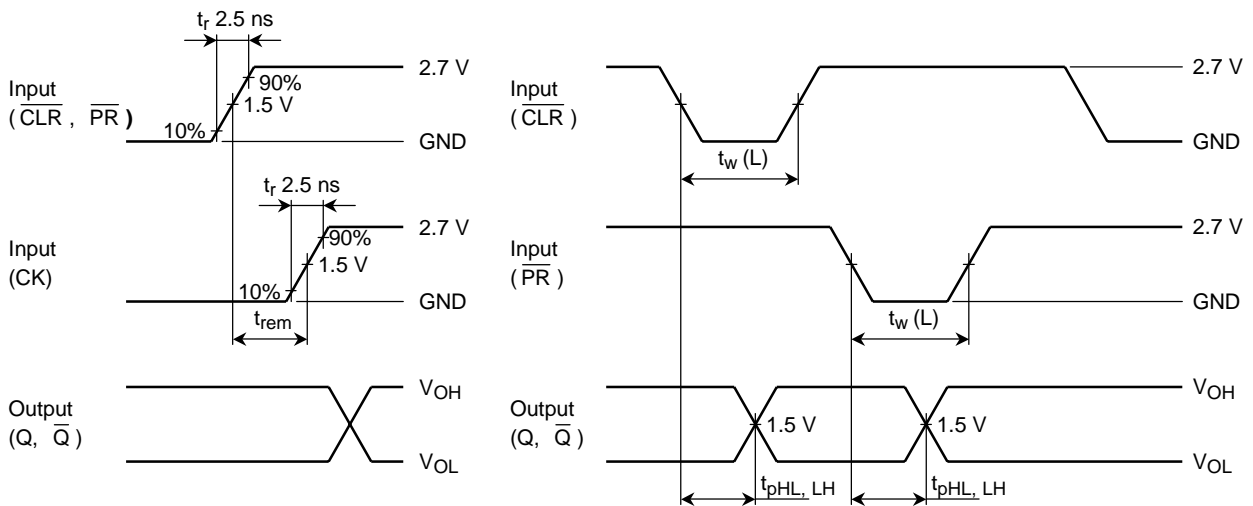 tr 2.5 ns
Input
(CLR, PR)
10%
90%
1.5 V
2.7 V
GND
tr 2.5 ns
Input
(CK)
10%
90%
1.5 V
2.7 V
GND
trem
Output
(Q, Q)
VOH
VOL
Input
(CLR)
2.7 V
GND
tw (L)
Input
(PR)
2.7 V
GND
tw (L)
Output
(Q, Q)
1.5 V
1.5 V
VOH
VOL
tpHL, LH
tpHL, LH